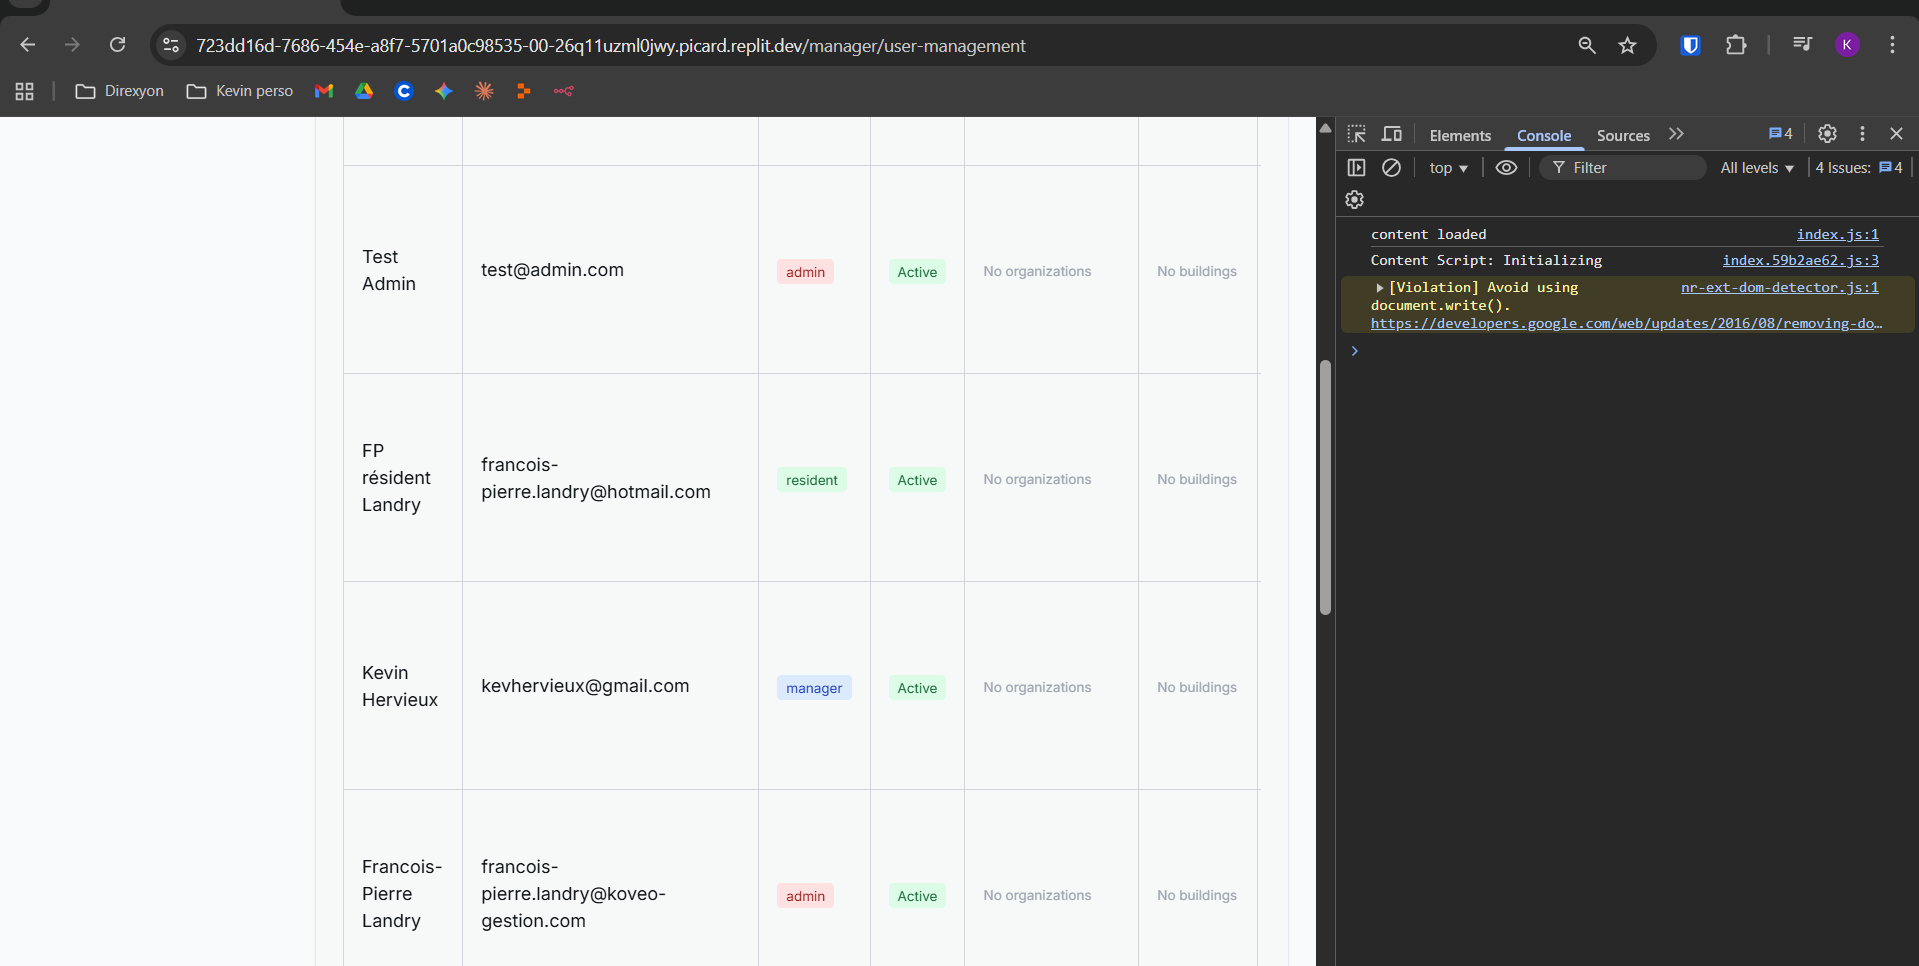 723dd16d-7686-454e-a8f7-5701a0c98535-00-26q11uzml0jwy.picard.replit.dev/manager/user-management
K
Direxyon
Kevin perso
Test
Admin
test@admin.com
admin
Active
No organizations
No buildings
FP
résident
Landry
francois-
pierre.landry@hotmail.com
resident
Active
No organizations
No buildings
Kevin
Hervieux
kevhervieux@gmail.com
manager
Active
No organizations
No buildings
Francois-
Pierre
Landry
francois-
pierre.landry@koveo-
gestion.com
admin
Active
No organizations
No buildings
Elements
Console
Sources
4
top
Filter
All levels
4 Issues: 4
content loaded index.js:1
Content Script: Initializing index.59b2ae62.js:3
[Violation] Avoid using nr-ext-dom-detector.js:1
document.write().
https://developers.google.com/web/updates/2016/08/removing-do…